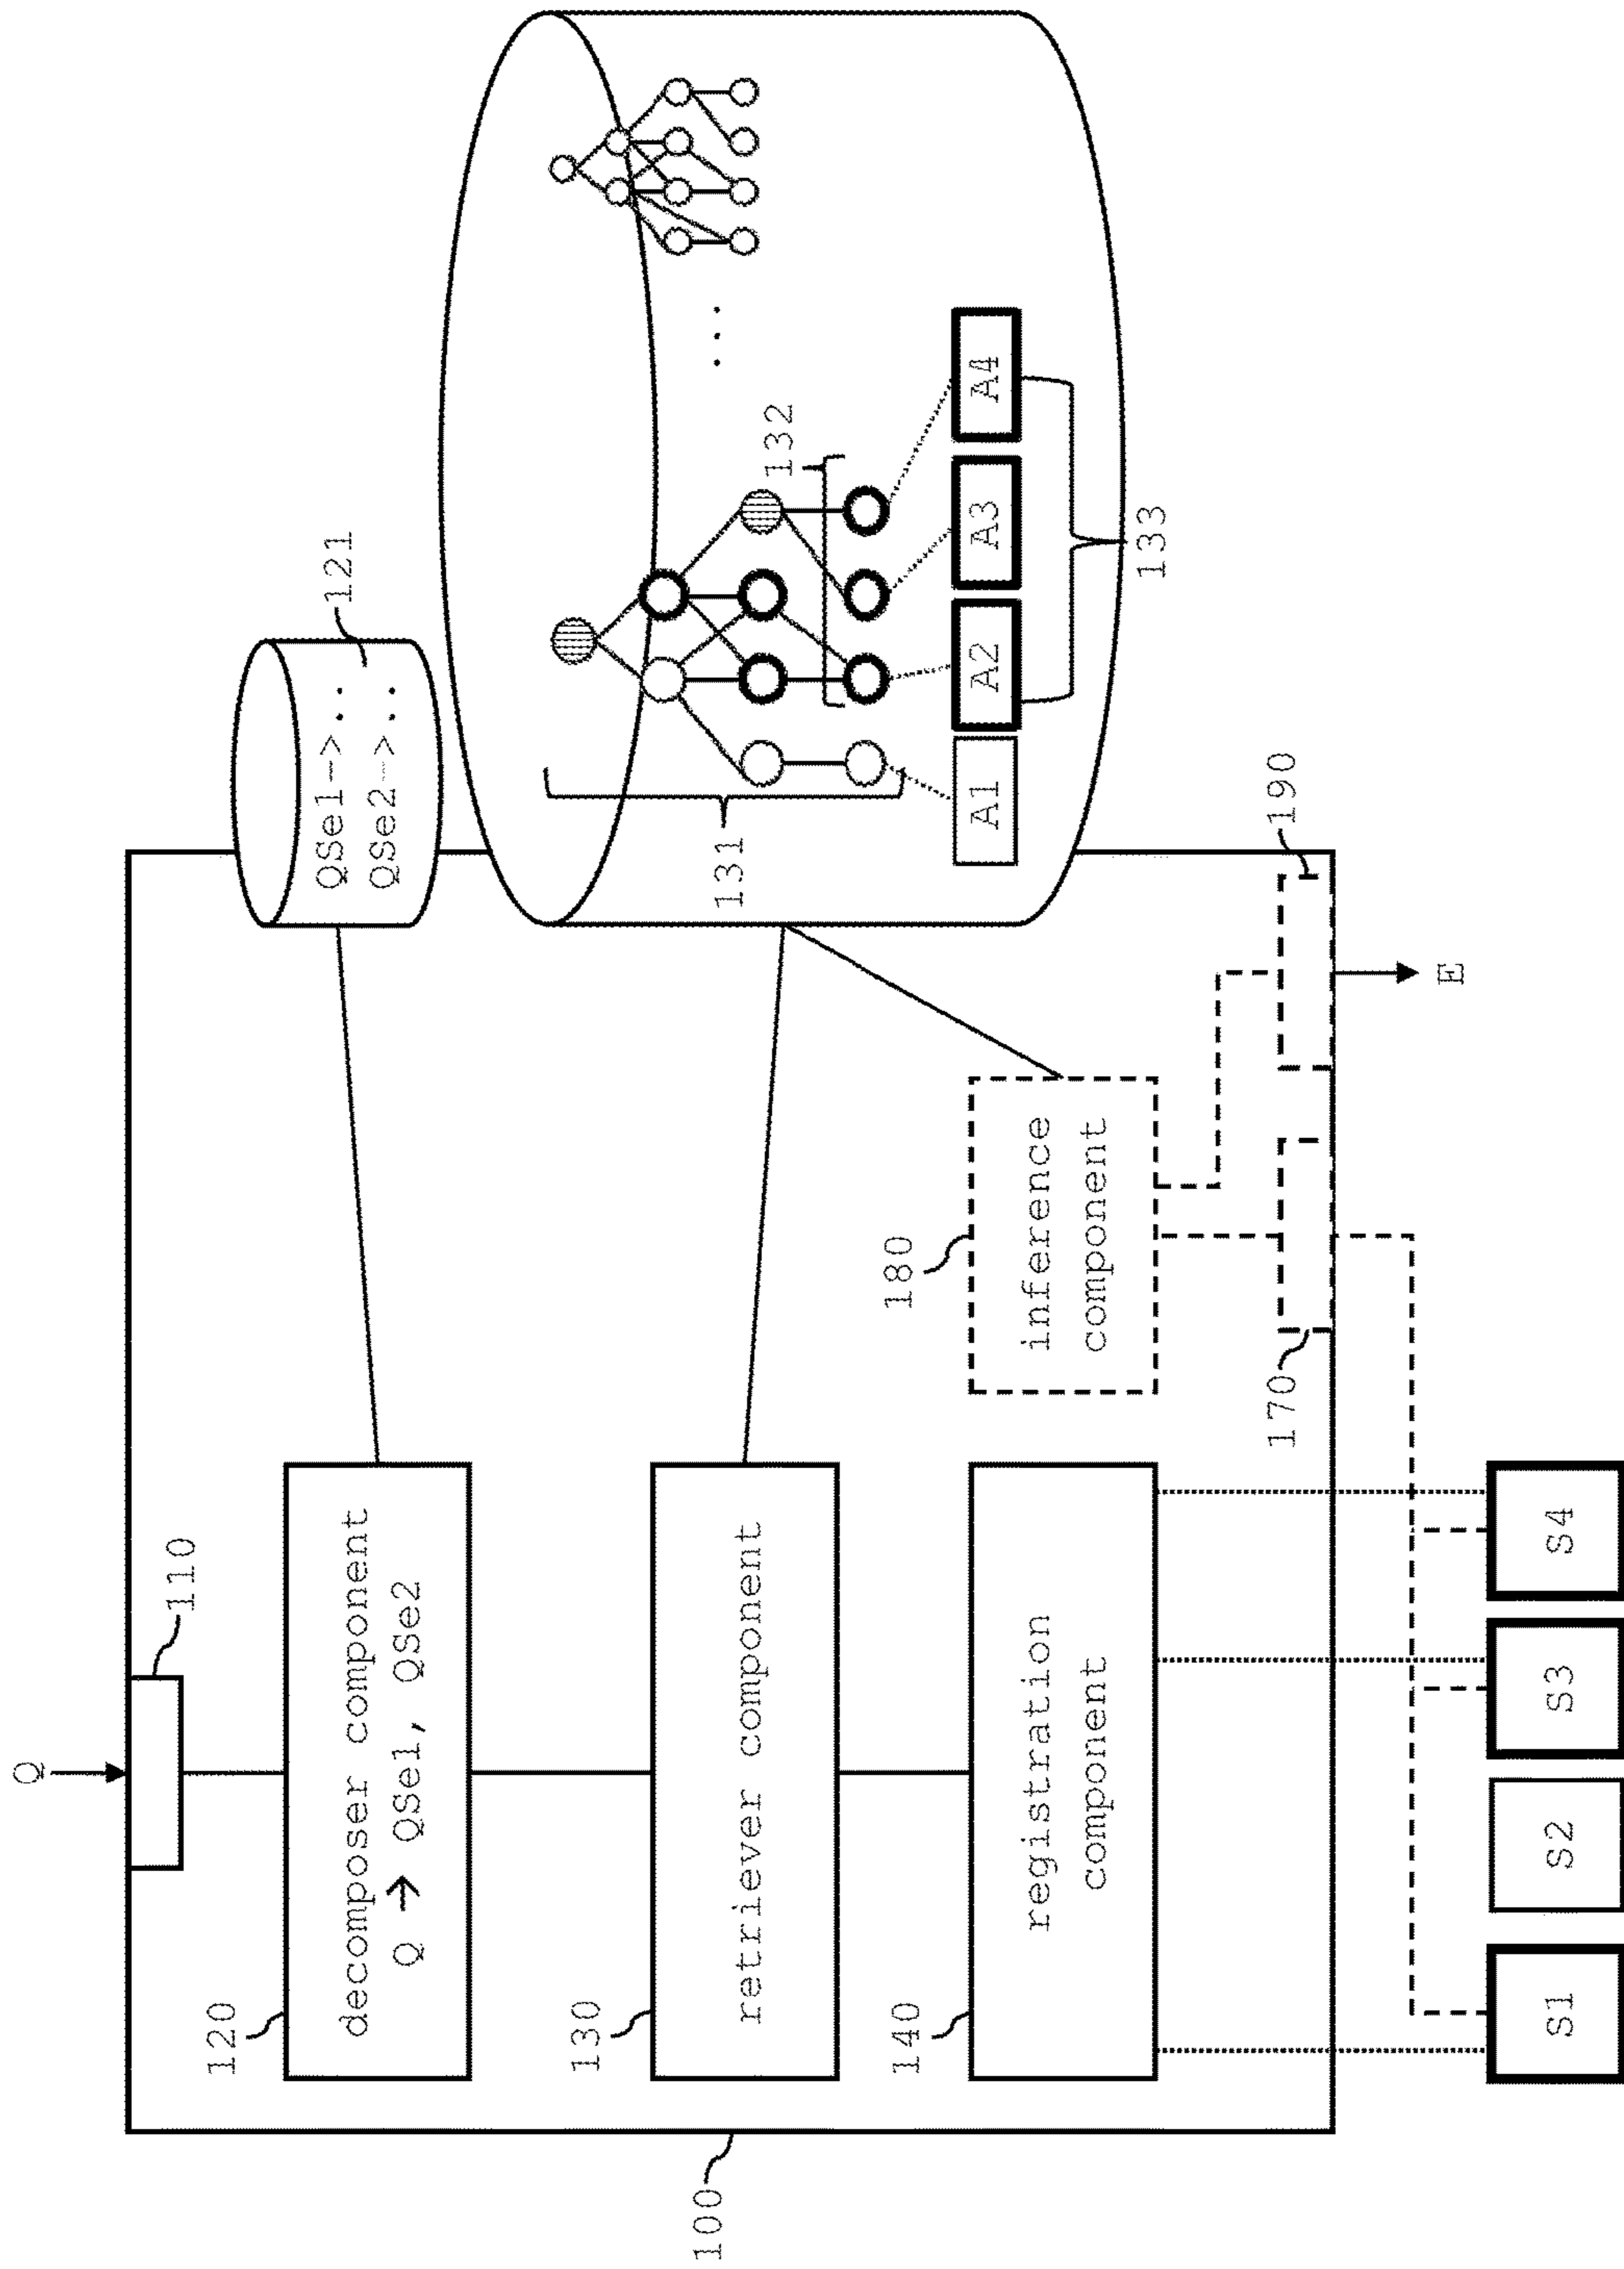 Q
110
120
decomposer component
Q → QSe1, QSe2
121
QSe1->...
QSe2->...
130
retriever component
131
132
...
A1
A2
A3
A4
133
140
registration
component
180
inference
component
170
190
E
100
S1
S2
S3
S4